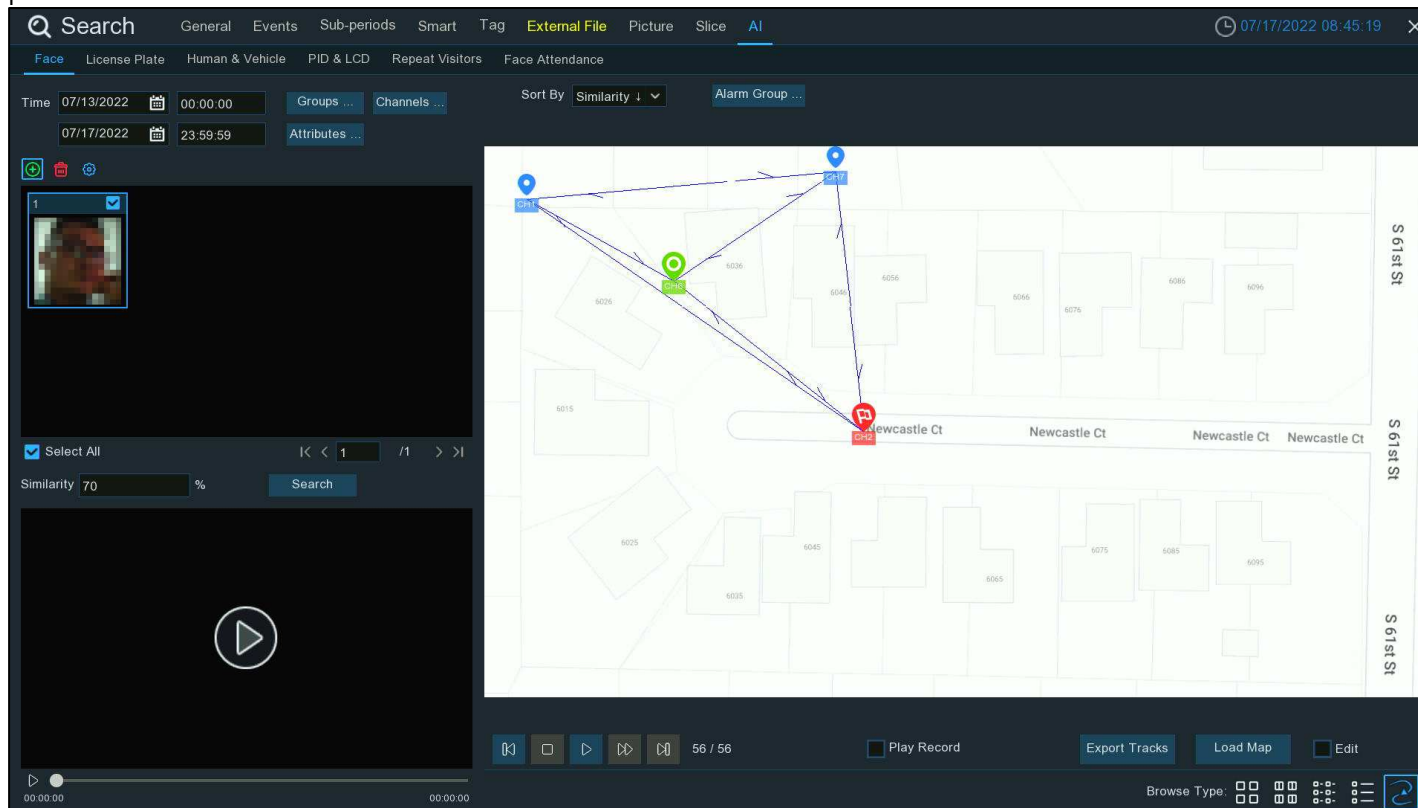 Search General Events Sub-periods Smart Tag External File Picture Slice AI 07/17/2022 08:45:19
Face License Plate Human & Vehicle PID & LCD Repeat Visitors Face Attendance
Time 07/13/2022 00:00:00 Groups ... Channels ... Sort By Similarity ↓ Alarm Group ...
07/17/2022 23:59:59 Attributes ...
1
CH1
CH7
CH6
CH2
6036
6026
6046
6056
6066
6076
6086
6096
S 61st St
6015
Newcastle Ct
Newcastle Ct
Newcastle Ct
Newcastle Ct
S 61st St
Select All 1 /1
Similarity 70 % Search
6025
6035
6045
6065
6075
6085
6095
S 61st St
56 / 56 Play Record Export Tracks Load Map Edit
00:00:00 00:00:00
Browse Type: